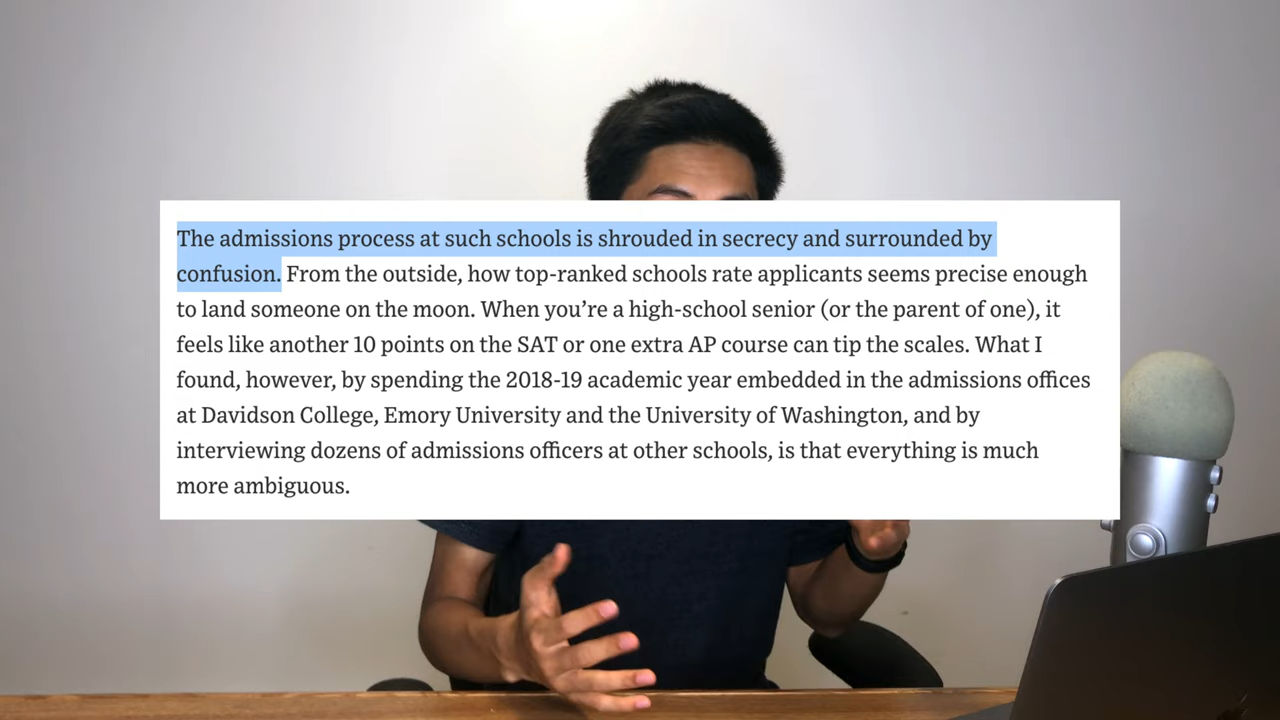 The admissions process at such schools is shrouded in secrecy and surrounded by
confusion. From the outside, how top-ranked schools rate applicants seems precise enough
to land someone on the moon. When you’re a high-school senior (or the parent of one), it
feels like another 10 points on the SAT or one extra AP course can tip the scales. What I
found, however, by spending the 2018-19 academic year embedded in the admissions offices
at Davidson College, Emory University and the University of Washington, and by
interviewing dozens of admissions officers at other schools, is that everything is much
more ambiguous.